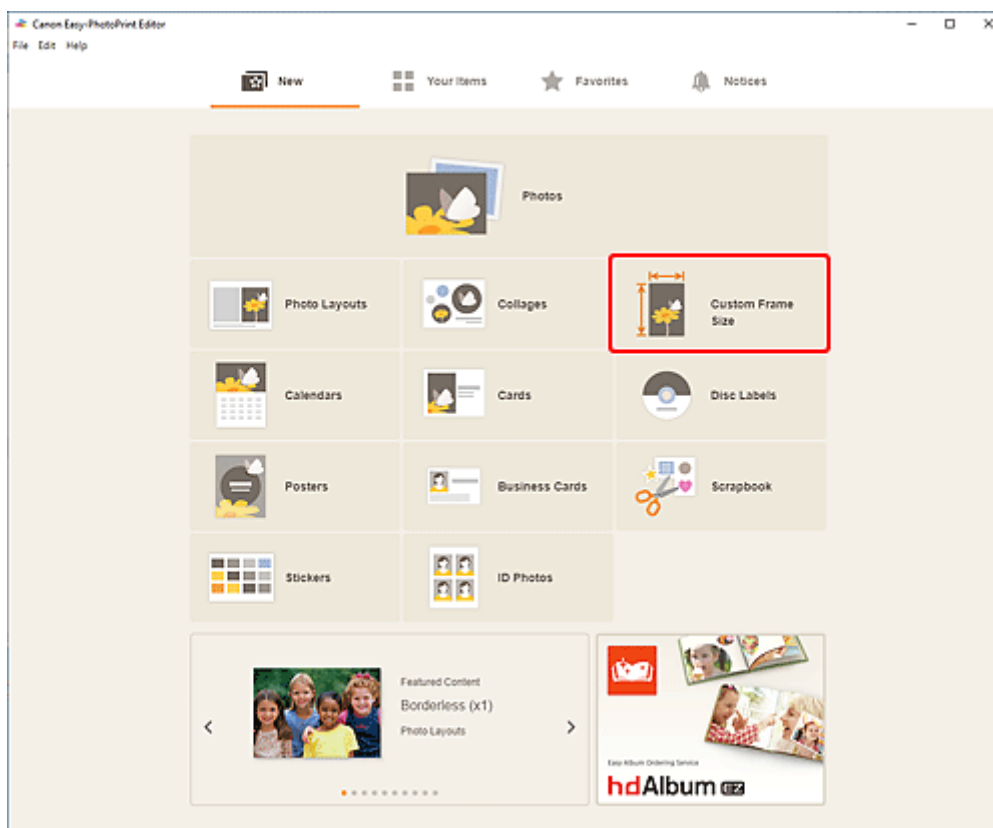 Canon Easy-PhotoPrint Editor
File Edit Help
New
Your Items
Favorites
Notices
Photos
Photo Layouts
Collages
Custom Frame
Size
Calendars
Cards
Disc Labels
Posters
Business Cards
Scrapbook
Stickers
ID Photos
Featured Content
Borderless (x1)
Photo Layouts
Easy Album Ordering Service
hdAlbum EZ